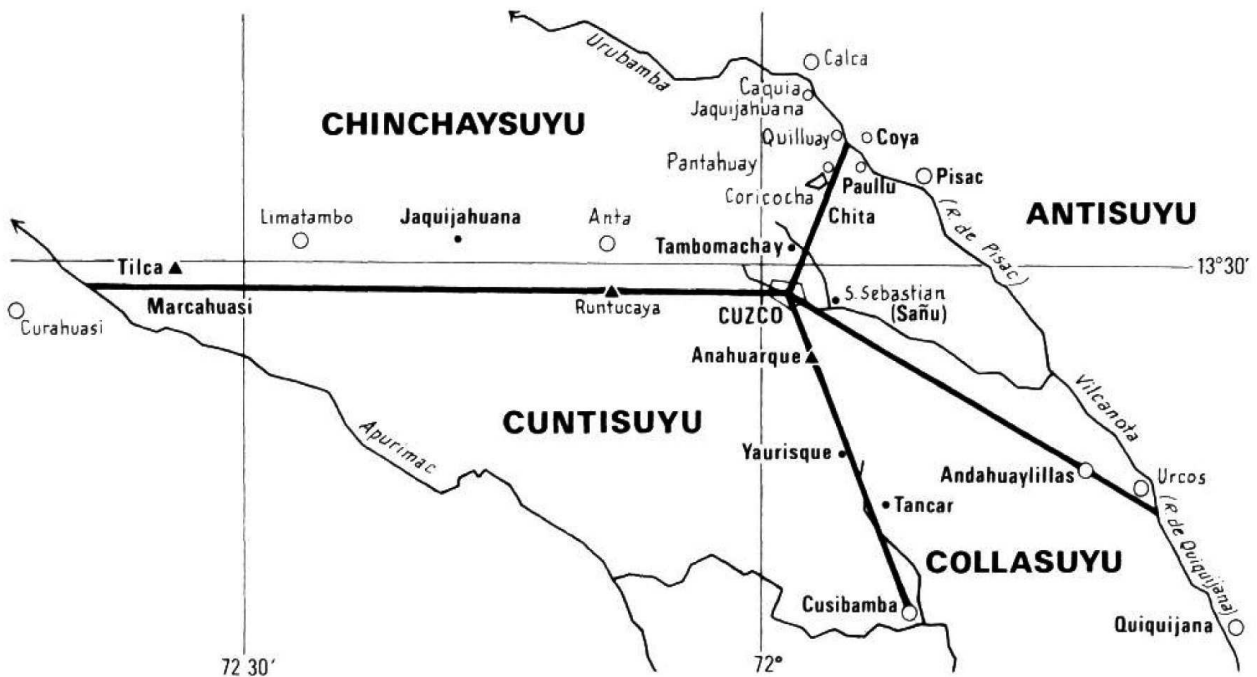 Urubamba
Calca
Caquia
Jaquijahuana
CHINCHAYSUYU
Quilluay
Coya
Pantahuay
Paullu
Pisac
Coricocha
Chita
(R. de Pisac)
ANTISUYU
Limatambo
Jaquijahuana
Anta
Tambomachay
Tilca
13°30'
Marcahuasi
Runtucaya
CUZCO
S. Sebastian
(Sañu)
Curahuasi
Anahuarque
Vilcanota
CUNTISUYU
Apurimac
Yaurisque
Andahuaylillas
Urcos
Tancar
(R. de Quiquijana)
COLLASUYU
Cusibamba
Quiquijana
72 30'
72°